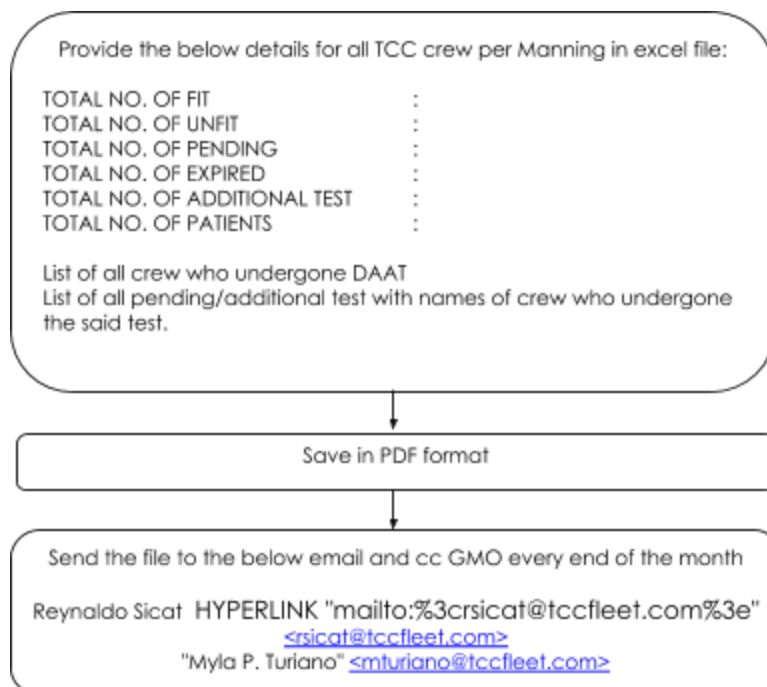 Provide the below details for all TCC crew per Manning in excel file:
TOTAL NO. OF FIT :
TOTAL NO. OF UNFIT :
TOTAL NO. OF PENDING :
TOTAL NO. OF EXPIRED :
TOTAL NO. OF ADDITIONAL TEST :
TOTAL NO. OF PATIENTS :
List of all crew who undergone DAAT
List of all pending/additional test with names of crew who undergone
the said test.
Save in PDF format
Send the file to the below email and cc GMO every end of the month
Reynaldo Sicat HYPERLINK "mailto:%3crsicat@tccfleet.com%3e"
<rsicat@tccfleet.com>
"Myla P. Turiano" <mturiano@tccfleet.com>